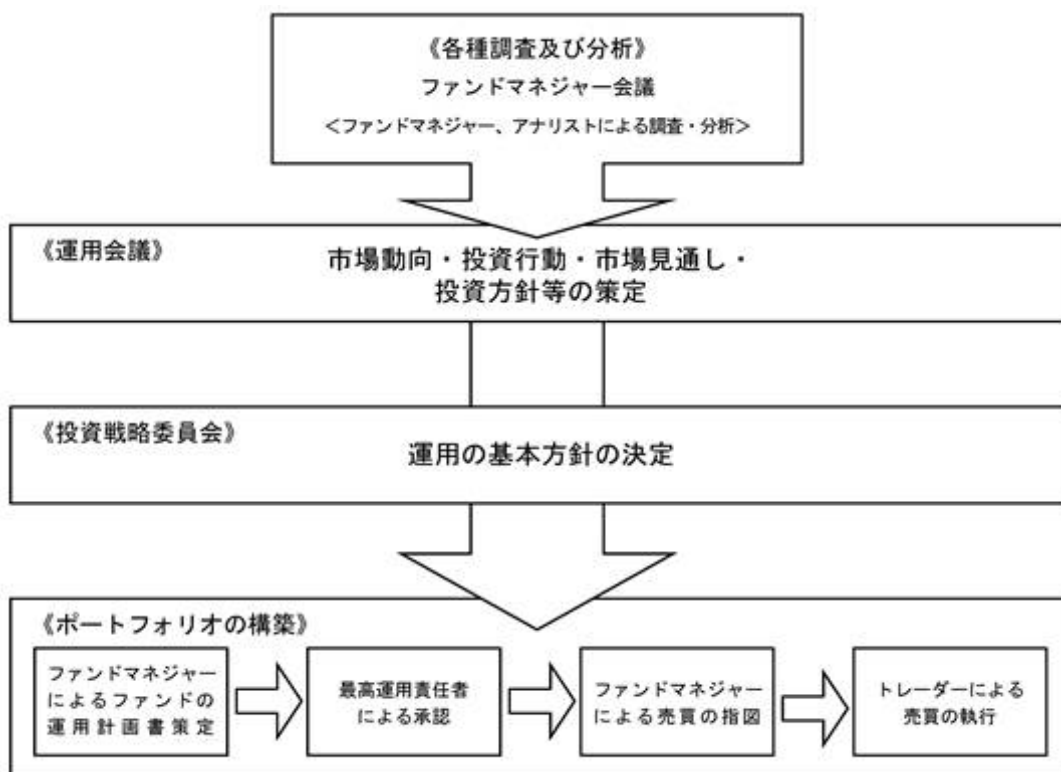 《各種調査及び分析》
ファンドマネジャー会議
＜ファンドマネジャー、アナリストによる調査・分析＞
《運用会議》
市場動向・投資行動・市場見通し・
投資方針等の策定
《投資戦略委員会》
運用の基本方針の決定
《ポートフォリオの構築》
ファンドマネジャー
によるファンドの
運用計画書策定
最高運用責任者
による承認
ファンドマネジャー
による売買の指図
トレーダーによる
売買の執行